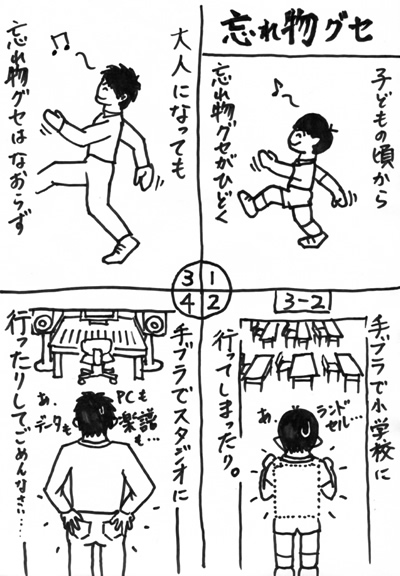 忘れ物グセ
1
子どもの頃から
忘れ物グセがひどく
2
3-2
手ブラで小学校に
行ってしまったり。
あ、
ランド
セル…
3
大人になっても
忘れ物グセはなおらず
4
手ブラでスタジオに
行ったりしてごめんなさい……
あ、
PCも
データも
楽譜
も…